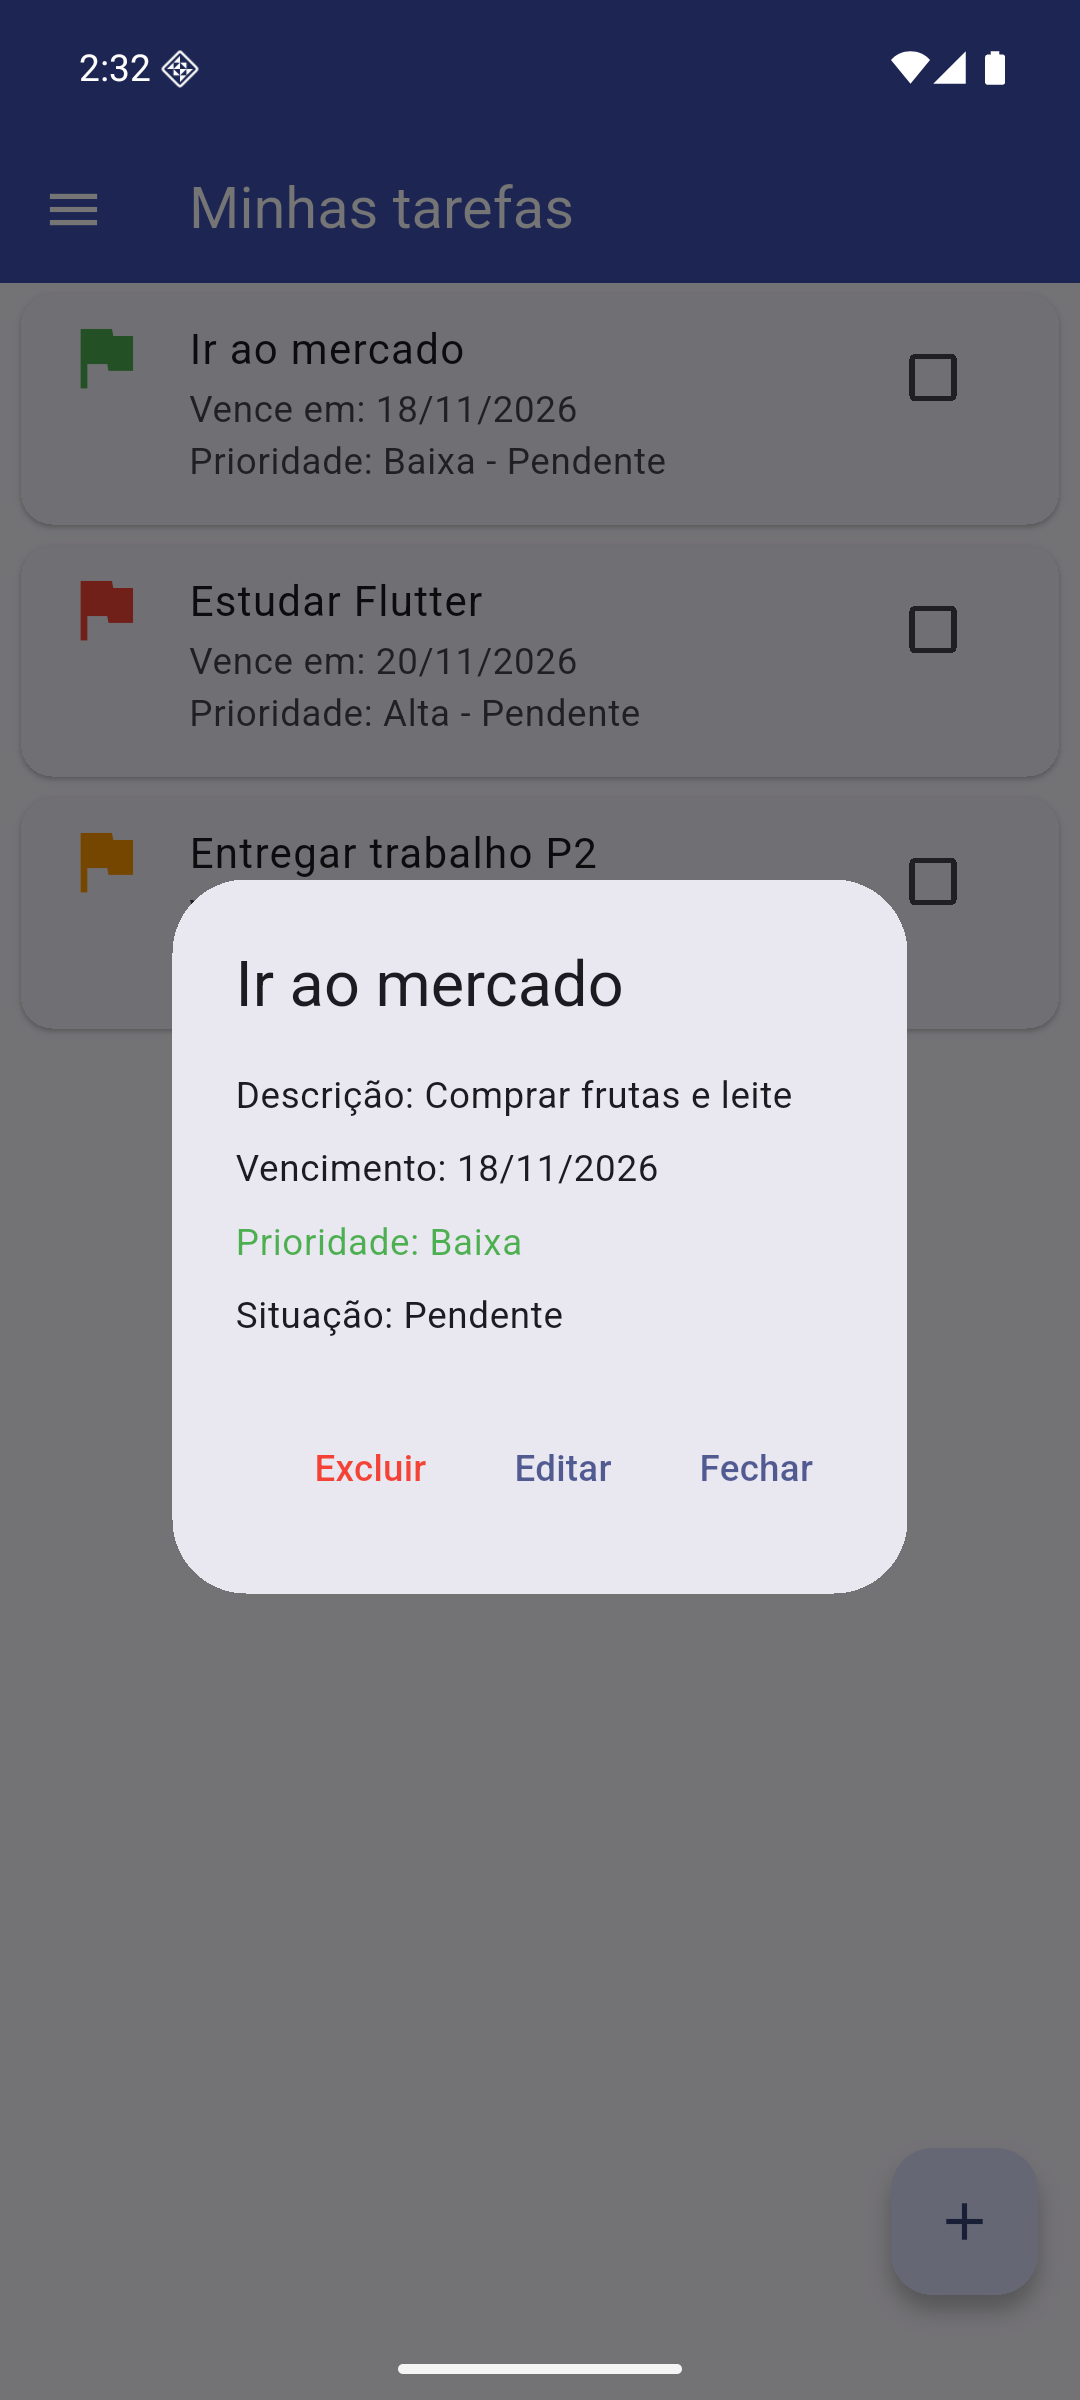 2:32
Minhas tarefas
Ir ao mercado
Vence em: 18/11/2026
Prioridade: Baixa - Pendente
Estudar Flutter
Vence em: 20/11/2026
Prioridade: Alta - Pendente
Entregar trabalho P2
Ir ao mercado
Descrição: Comprar frutas e leite
Vencimento: 18/11/2026
Prioridade: Baixa
Situação: Pendente
Excluir Editar Fechar